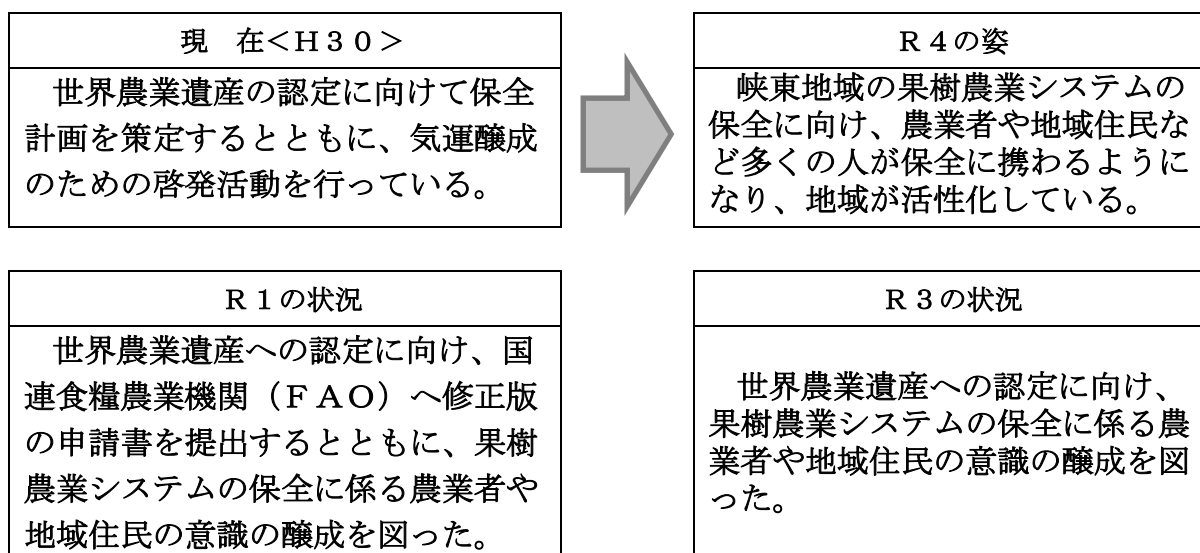 現　在＜Ｈ３０＞
世界農業遺産の認定に向けて保全
計画を策定するとともに、気運醸成
のための啓発活動を行っている。
Ｒ４の姿
峡東地域の果樹農業システムの
保全に向け、農業者や地域住民な
ど多くの人が保全に携わるように
なり、地域が活性化している。
Ｒ１の状況
世界農業遺産への認定に向け、国
連食糧農業機関（ＦＡＯ）へ修正版
の申請書を提出するとともに、果樹
農業システムの保全に係る農業者や
地域住民の意識の醸成を図った。
Ｒ３の状況
世界農業遺産への認定に向け、
果樹農業システムの保全に係る農
業者や地域住民の意識の醸成を図
った。